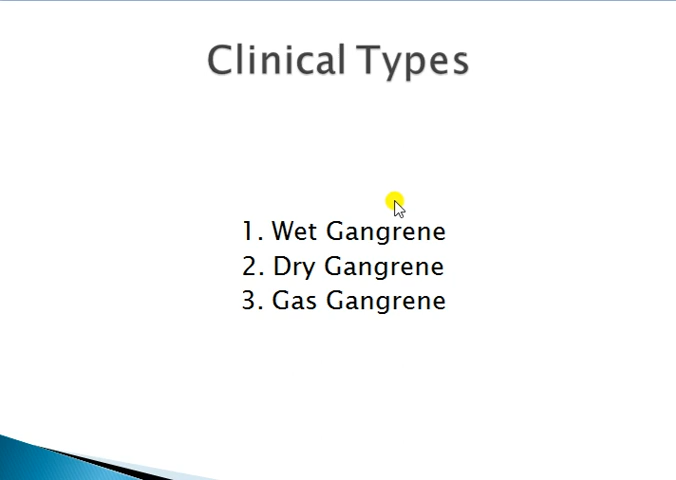 Clinical Types
1. Wet Gangrene
2. Dry Gangrene
3. Gas Gangrene